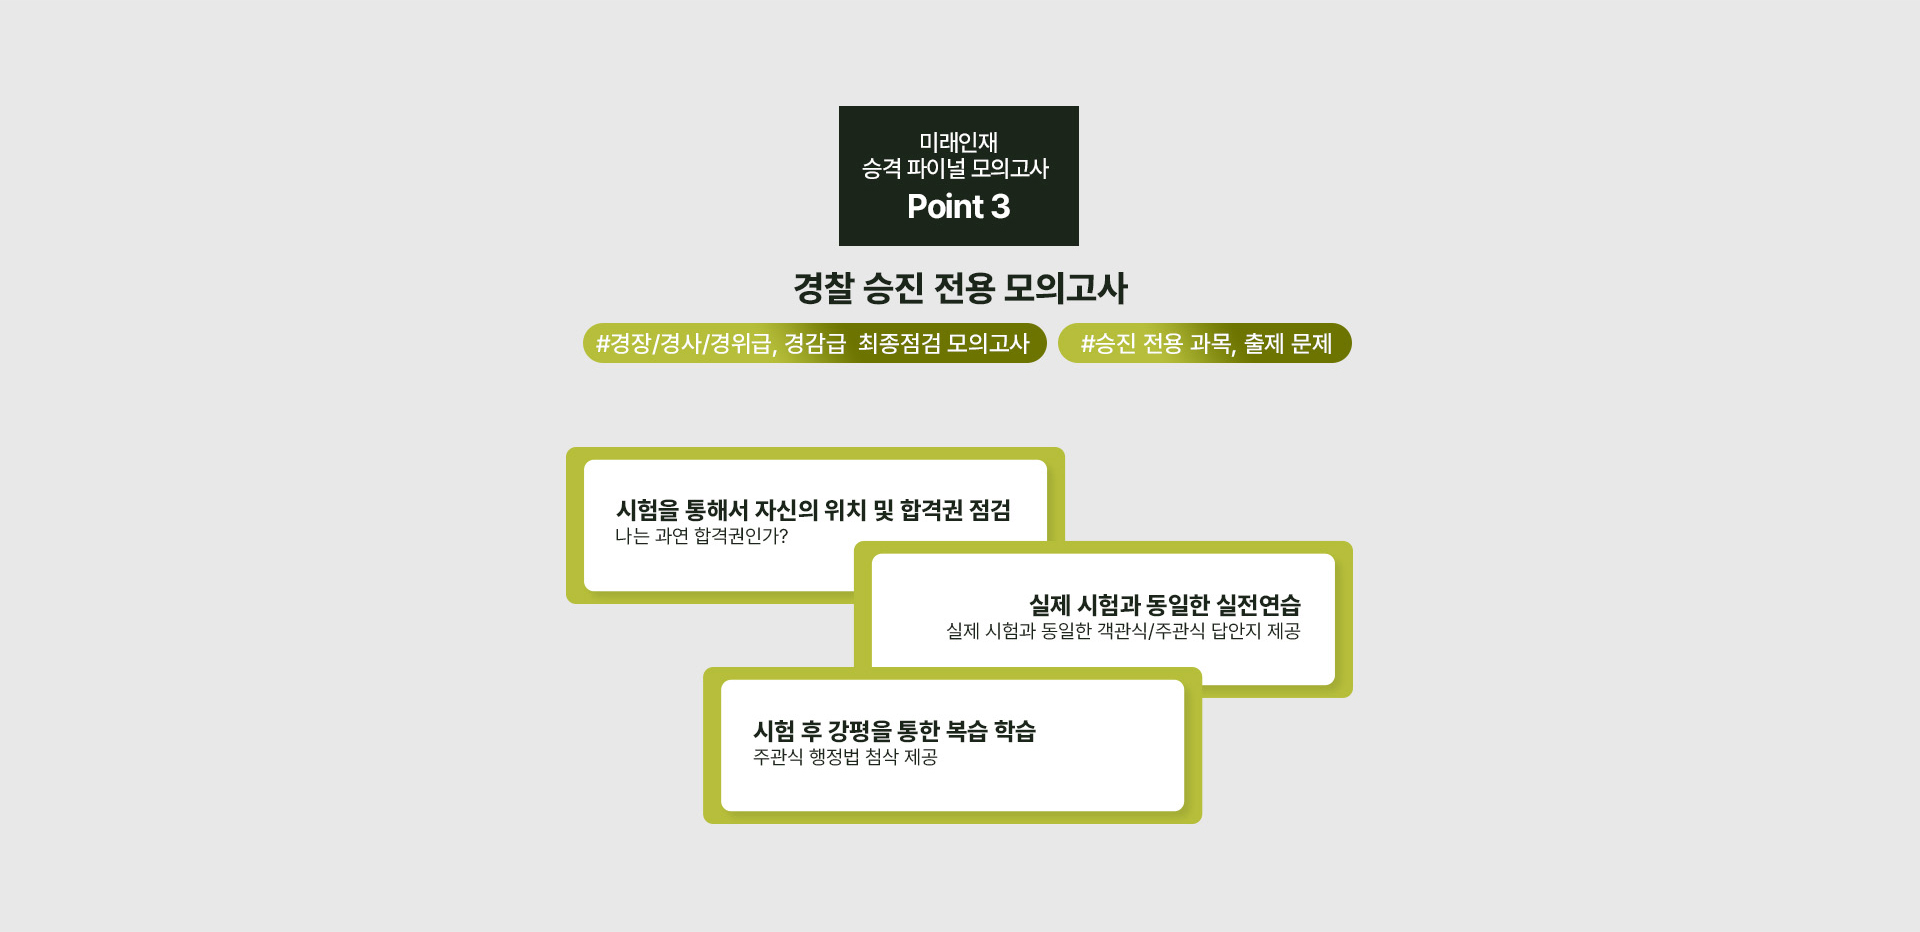 미래인재
승격 파이널 모의고사
Point 3
경찰 승진 전용 모의고사
#경장/경사/경위급, 경감급 최종점검 모의고사
#승진 전용 과목, 출제 문제
시험을 통해서 자신의 위치 및 합격권 점검
나는 과연 합격권인가?
실제 시험과 동일한 실전연습
실제 시험과 동일한 객관식/주관식 답안지 제공
시험 후 강평을 통한 복습 학습
주관식 행정법 첨삭 제공